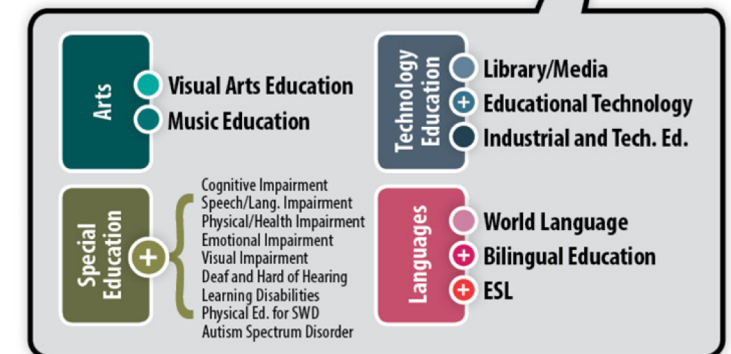 Arts
Visual Arts Education
Music Education
Technology
Education
Library/Media
+ Educational Technology
Industrial and Tech. Ed.
Special
Education
+
Cognitive Impairment
Speech/Lang. Impairment
Physical/Health Impairment
Emotional Impairment
Visual Impairment
Deaf and Hard of Hearing
Learning Disabilities
Physical Ed. for SWD
Autism Spectrum Disorder
Languages
World Language
+ Bilingual Education
+ ESL